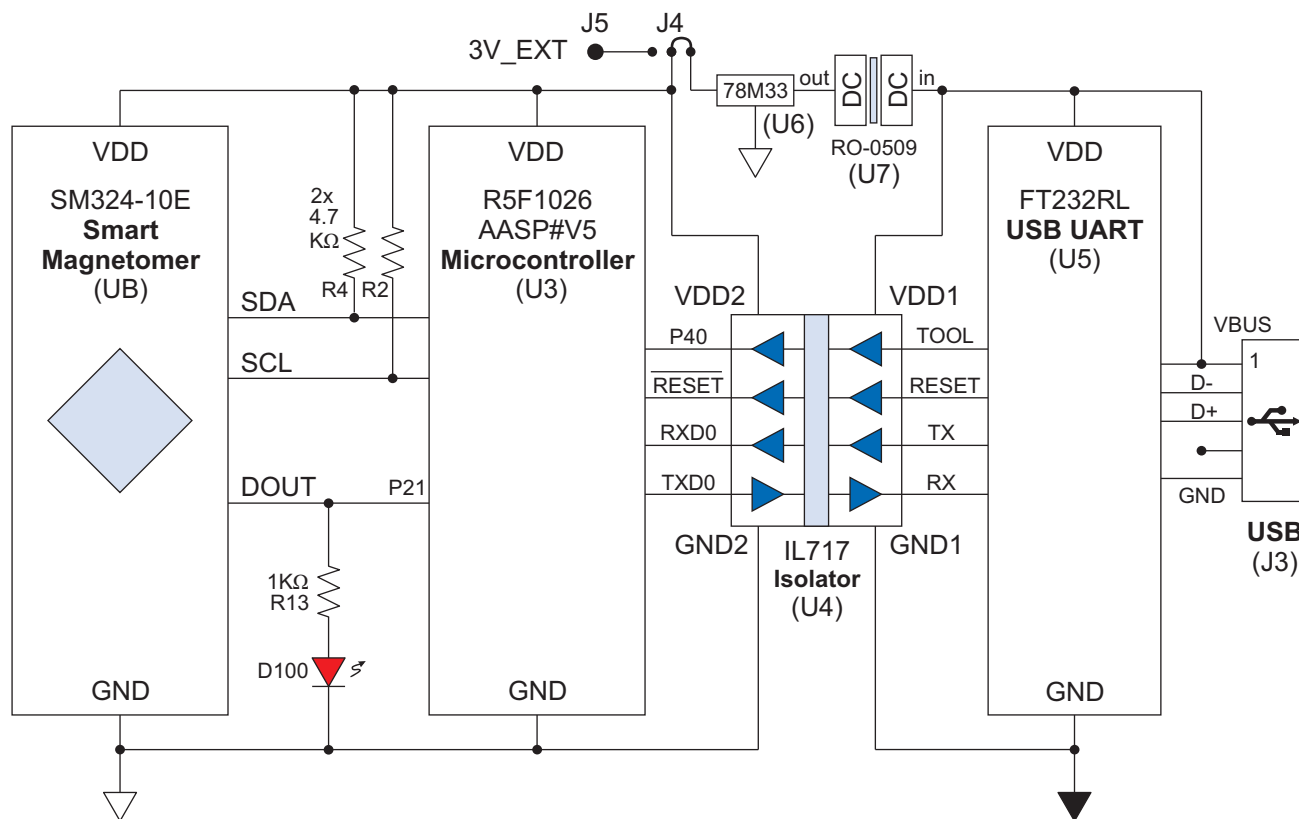 J5
J4
3V_EXT
78M33
(U6)
out
DC
DC
in
RO-0509
(U7)
VDD
SM324-10E
Smart
Magnetomer
(UB)
GND
2x
4.7
KΩ
R4
R2
SDA
SCL
DOUT
P21
1KΩ
R13
D100
VDD
R5F1026
AASP#V5
Microcontroller
(U3)
GND
VDD2
VDD1
P40
RESET
RXD0
TXD0
TOOL
RESET
TX
RX
GND2
GND1
IL717
Isolator
(U4)
VDD
FT232RL
USB UART
(U5)
GND
VBUS
1
D-
D+
GND
USB
(J3)